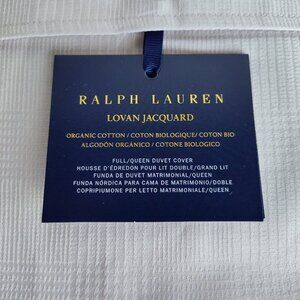 RALPH LAUREN
LOVAN JACQUARD
ORGANIC COTTON / COTON BIOLOGIQUE/ COTON BIO
ALGODÓN ORGÁNICO / COTONE BIOLOGICO
FULL/QUEEN DUVET COVER
HOUSSE D'ÉDREDON POUR LIT DOUBLE/GRAND LIT
FUNDA DE DUVET MATRIMONIAL/QUEEN
FUNDA NÓRDICA PARA CAMA DE MATRIMONIO/DOBLE
COPRIPIUMONE PER LETTO MATRIMONIALE/QUEEN